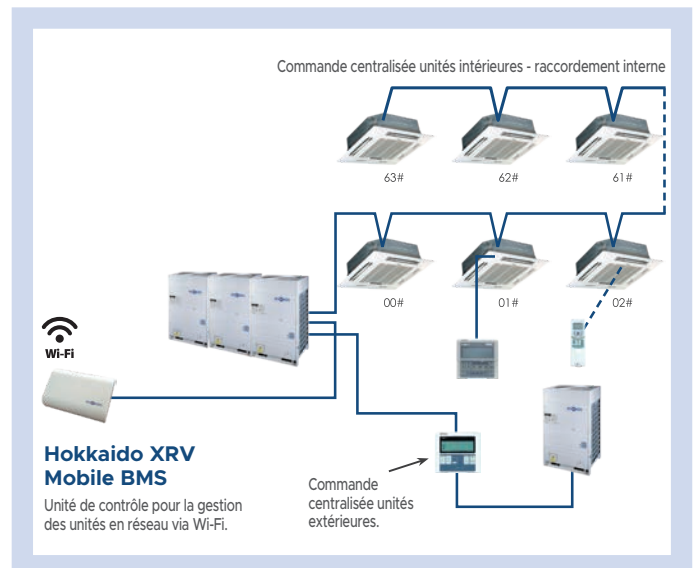 Commande centralisée unités intérieures - raccordement interne
63#
62#
61#
00#
01#
02#
Wi-Fi
Hokkaido XRV
Mobile BMS
Unité de contrôle pour la gestion
des unités en réseau via Wi-Fi.
Commande
centralisée unités
extérieures.